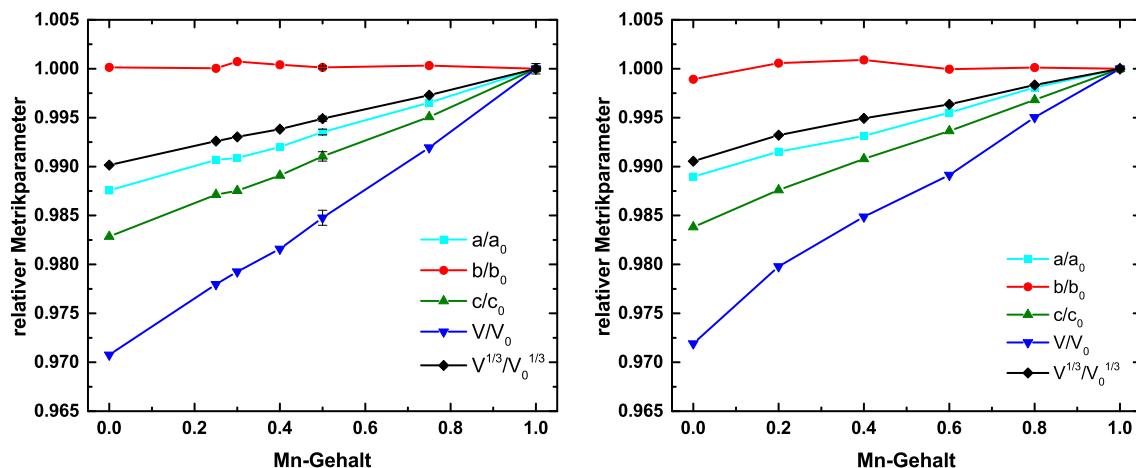 1.005
1.000
0.995
0.990
0.985
0.980
0.975
0.970
0.965
relativer Metrikparameter
a/a0
b/b0
c/c0
V/V0
V1/3/V01/3
0.0 0.2 0.4 0.6 0.8 1.0
Mn-Gehalt
1.005
1.000
0.995
0.990
0.985
0.980
0.975
0.970
0.965
relativer Metrikparameter
a/a0
b/b0
c/c0
V/V0
V1/3/V01/3
0.0 0.2 0.4 0.6 0.8 1.0
Mn-Gehalt